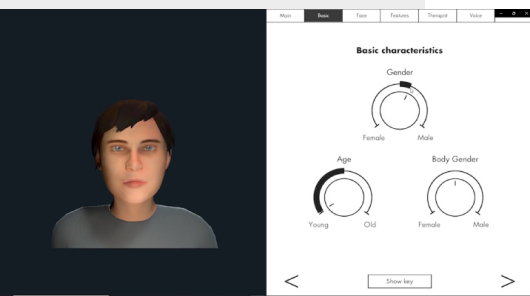 Main Basic Face Features Therapist Voice
Basic characteristics
Gender
Female Male
Age Body Gender
Young Old Female Male
< Show key >